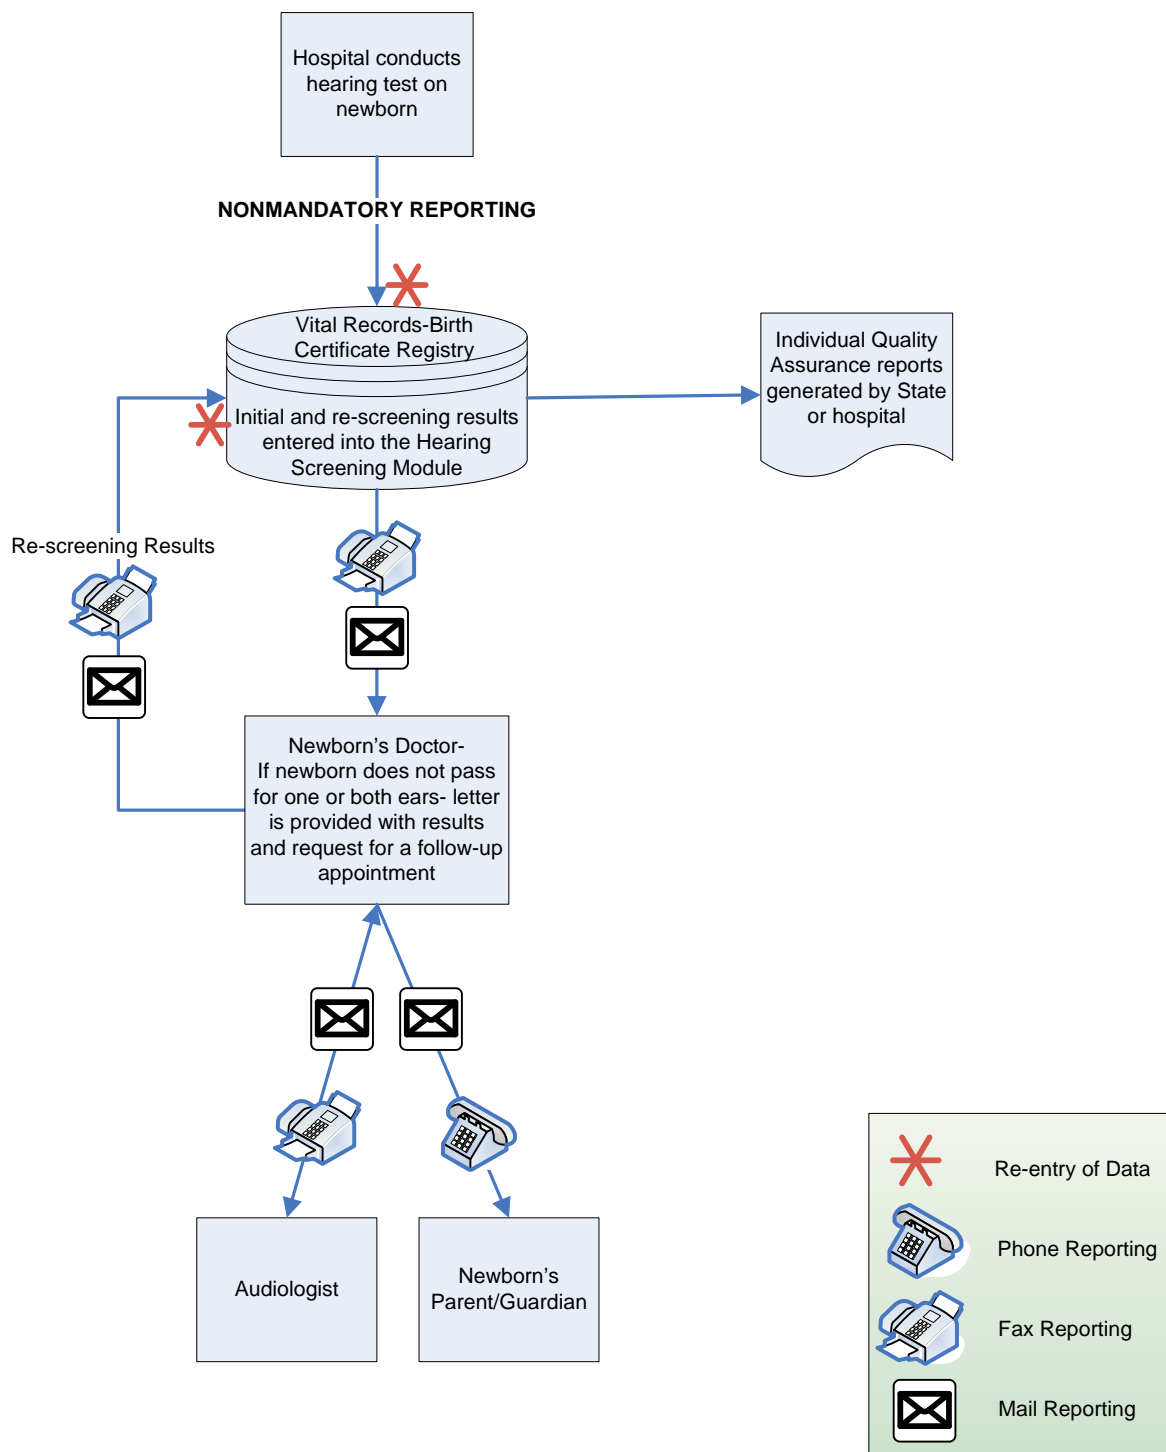 Hospital conducts
hearing test on
newborn
NONMANDATORY REPORTING
Vital Records-Birth
Certificate Registry
Initial and re-screening results
entered into the Hearing
Screening Module
Individual Quality
Assurance reports
generated by State
or hospital
Re-screening Results
Newborn’s Doctor-
If newborn does not pass
for one or both ears- letter
is provided with results
and request for a follow-up
appointment
Audiologist
Newborn’s
Parent/Guardian
Re-entry of Data
Phone Reporting
Fax Reporting
Mail Reporting